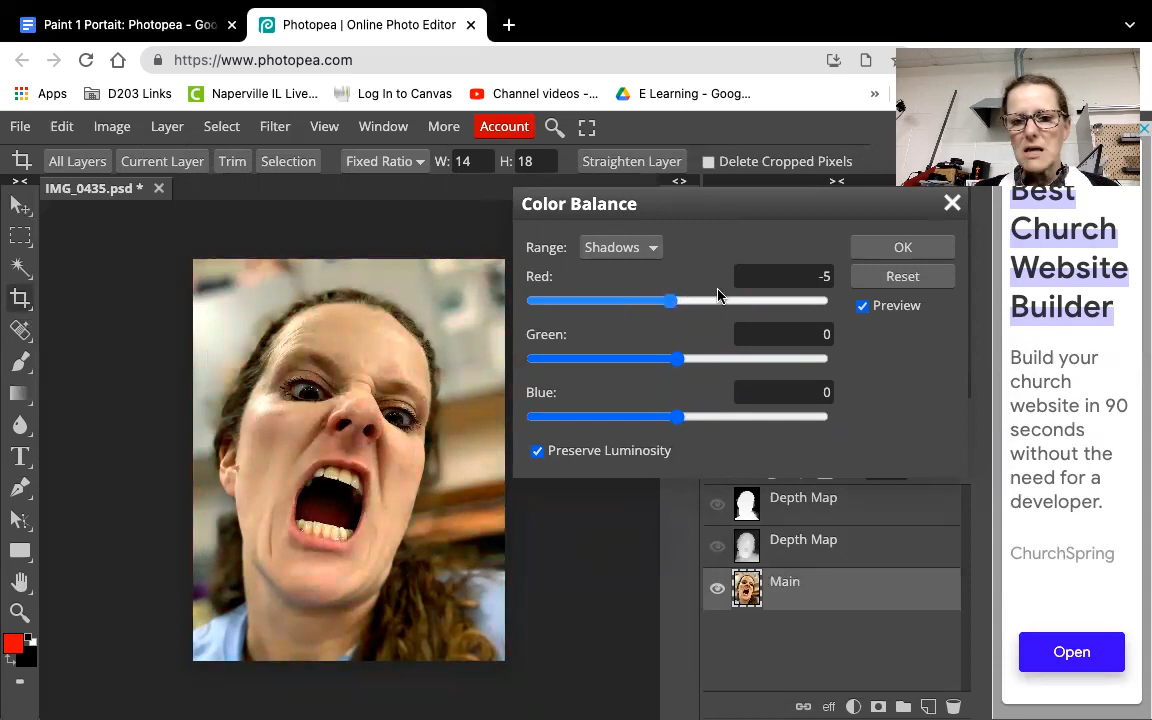 Paint 1 Portait: Photopea - Goo
Photopea | Online Photo Editor
https://www.photopea.com
Apps
D203 Links
Naperville IL Live...
Log In to Canvas
Channel videos -...
E Learning - Goog...
»
File Edit Image Layer Select Filter View Window More Account
All Layers Current Layer Trim Selection Fixed Ratio W: 14 H: 18 Straighten Layer Delete Cropped Pixels
IMG_0435.psd *
Color Balance
Range: Shadows
OK
Red: -5
Reset
Preview
Green: 0
Blue: 0
Preserve Luminosity
Depth Map
Depth Map
Main
eff
Best
Church
Website
Builder
Build your
church
website in 90
seconds
without the
need for a
developer.
ChurchSpring
Open